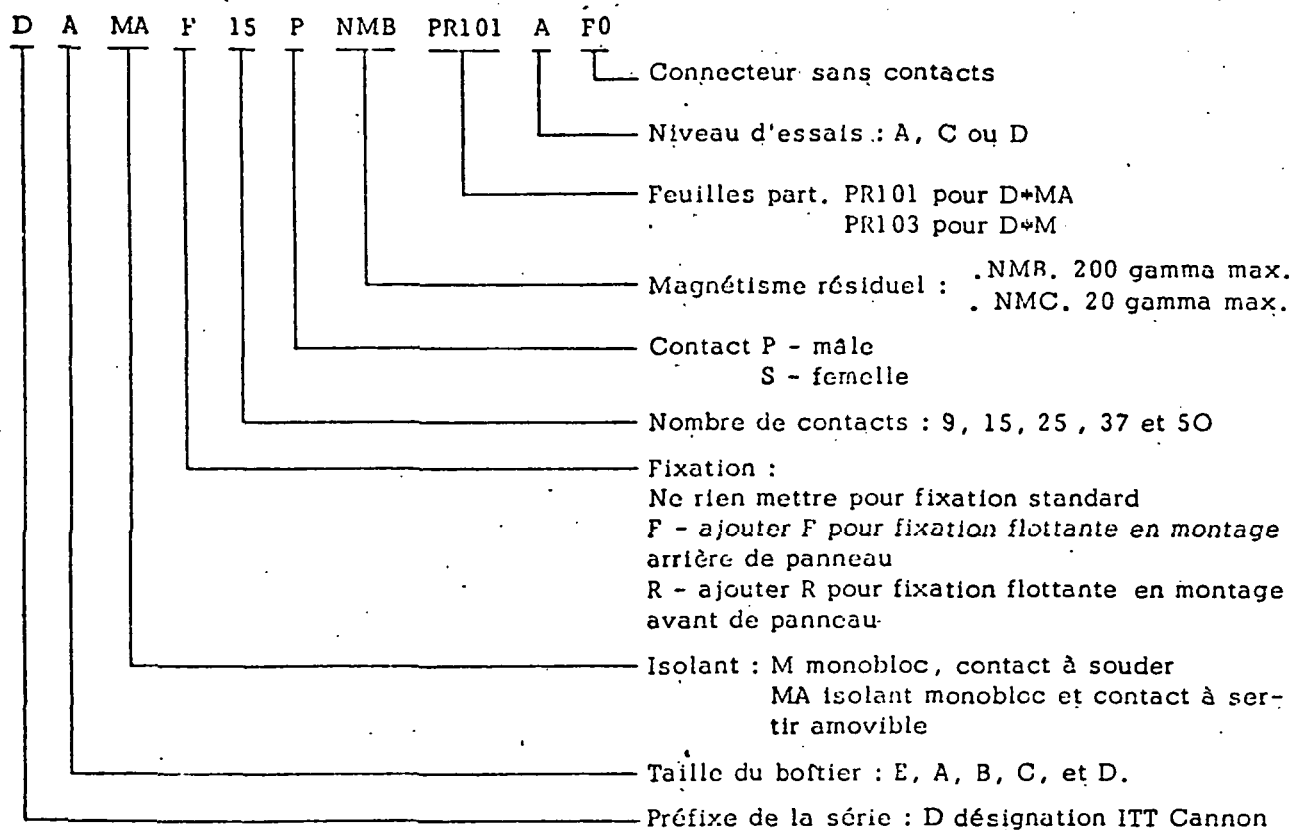 D A MA F 15 P NMB PR101 A F0
Connecteur sans contacts
Niveau d'essais : A, C ou D
Feuilles part. PR101 pour D*MA
PR103 pour D*M
Magnétisme résiduel : .NMB. 200 gamma max.
. NMC. 20 gamma max.
Contact P - mâle
S - femelle
Nombre de contacts : 9, 15, 25 , 37 et 50
Fixation :
Ne rien mettre pour fixation standard
F - ajouter F pour fixation flottante en montage
arrière de panneau
R - ajouter R pour fixation flottante en montage
avant de panneau
Isolant : M monobloc, contact à souder
MA isolant monobloc et contact à ser-
tir amovible
Taille du boîtier : E, A, B, C, et D.
Préfixe de la série : D désignation ITT Cannon